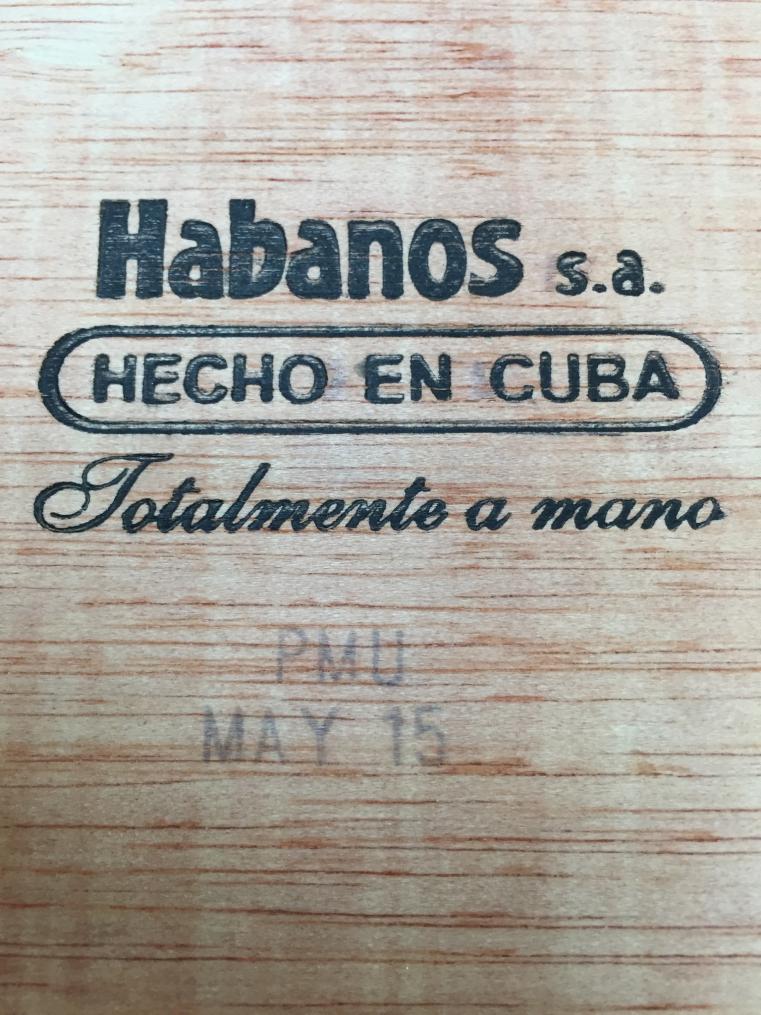 Habanos s.a.
HECHO EN CUBA
Totalmente a mano
PMU
MAY 15